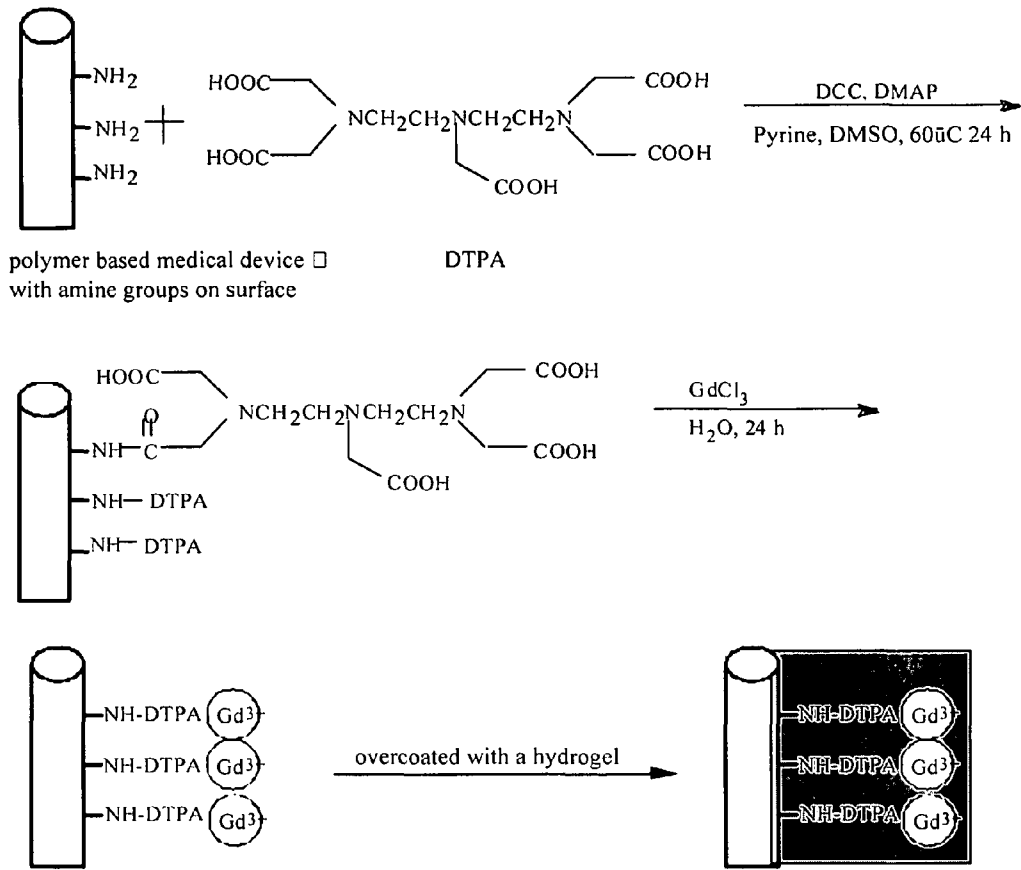 NH2
NH2
NH2
+
HOOC
HOOC
NCH2CH2NCH2CH2N
COOH
COOH
COOH
DCC, DMAP
Pyrine, DMSO, 60ūC 24 h
polymer based medical device □
with amine groups on surface
DTPA
HOOC
O
NH
C
NCH2CH2NCH2CH2N
COOH
COOH
COOH
NH— DTPA
NH— DTPA
GdCl3
H2O, 24 h
NH-DTPA Gd3+
NH-DTPA Gd3+
NH-DTPA Gd3+
overcoated with a hydrogel
NH-DTPA Gd3+
NH-DTPA Gd3+
NH-DTPA Gd3+